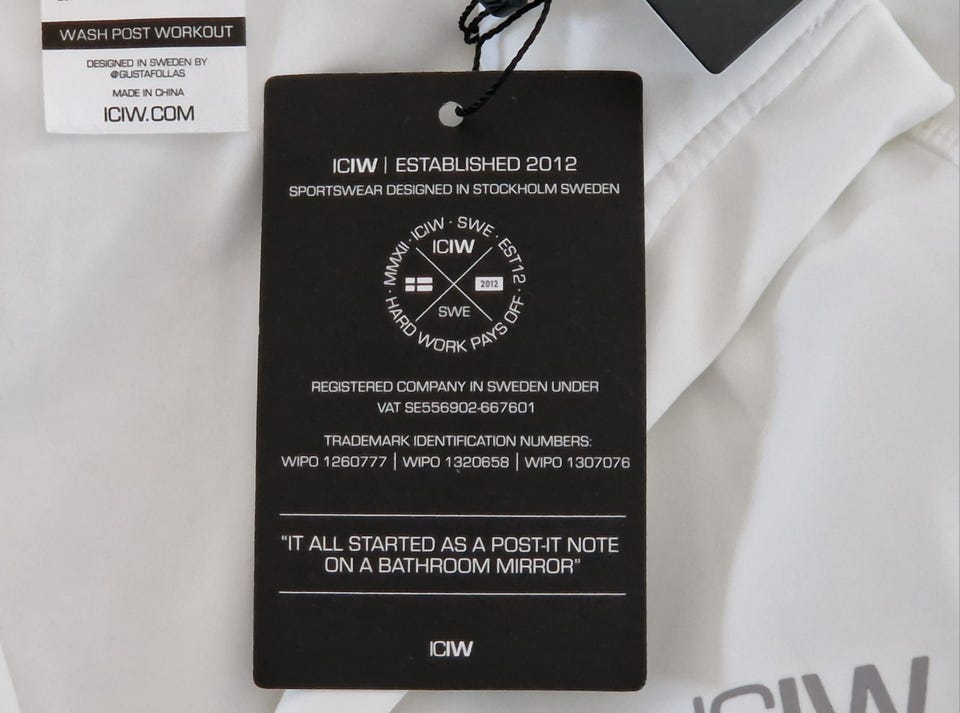 WASH POST WORKOUT
DESIGNED IN SWEDEN BY
@GUSTAFOLLAS
MADE IN CHINA
ICIW.COM
ICIW | ESTABLISHED 2012
SPORTSWEAR DESIGNED IN STOCKHOLM SWEDEN
MMXII · ICIW · SWE · EST12 ·
ICIW
2012
SWE
HARD WORK PAYS OFF ·
REGISTERED COMPANY IN SWEDEN UNDER
VAT SE556902-667601
TRADEMARK IDENTIFICATION NUMBERS:
WIPO 1260777 | WIPO 1320658 | WIPO 1307076
“IT ALL STARTED AS A POST-IT NOTE
ON A BATHROOM MIRROR”
ICIW
ICIW